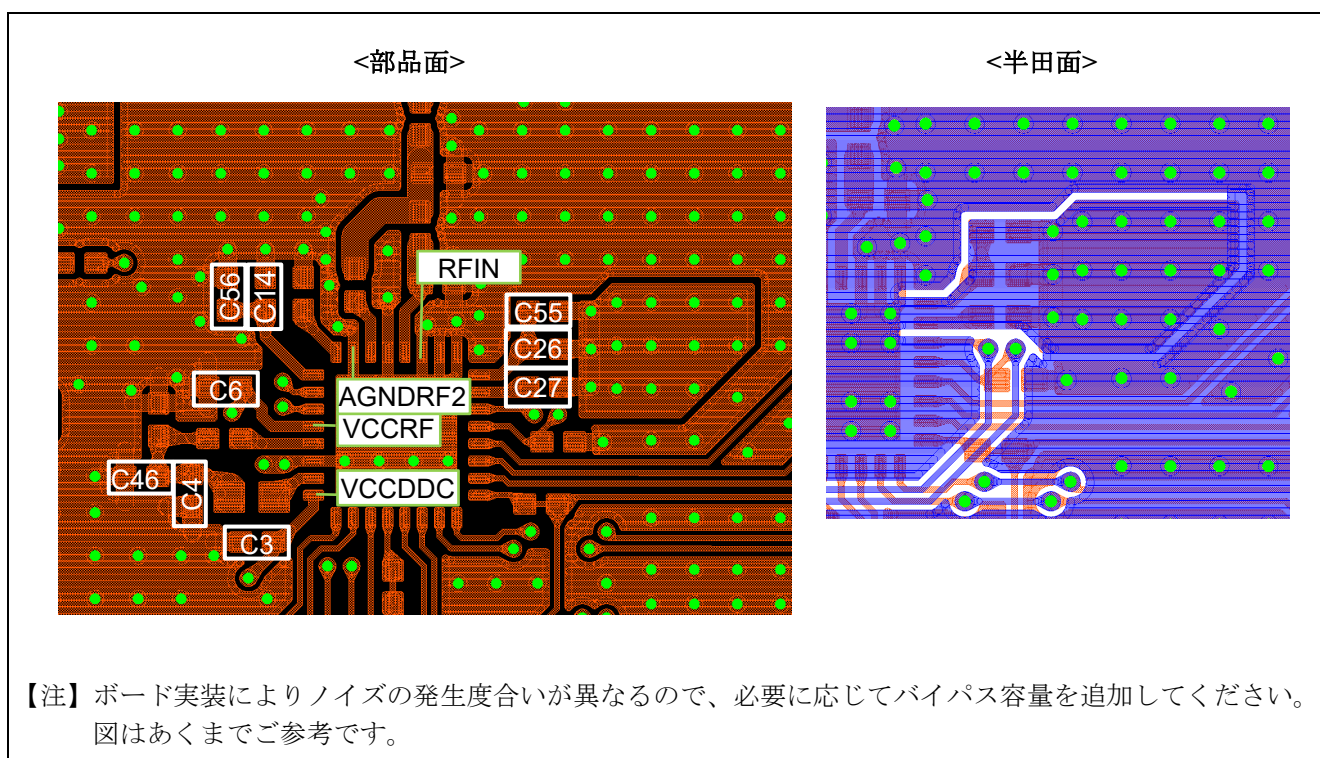 <部品面>
<半田面>
RFIN
C56
C14
C55
C26
C27
C6
AGNDRF2
VCCRF
C46
C4
VCCDDC
C3
【注】ボード実装によりノイズの発生度合いが異なるので、必要に応じてバイパス容量を追加してください。
図はあくまでご参考です。